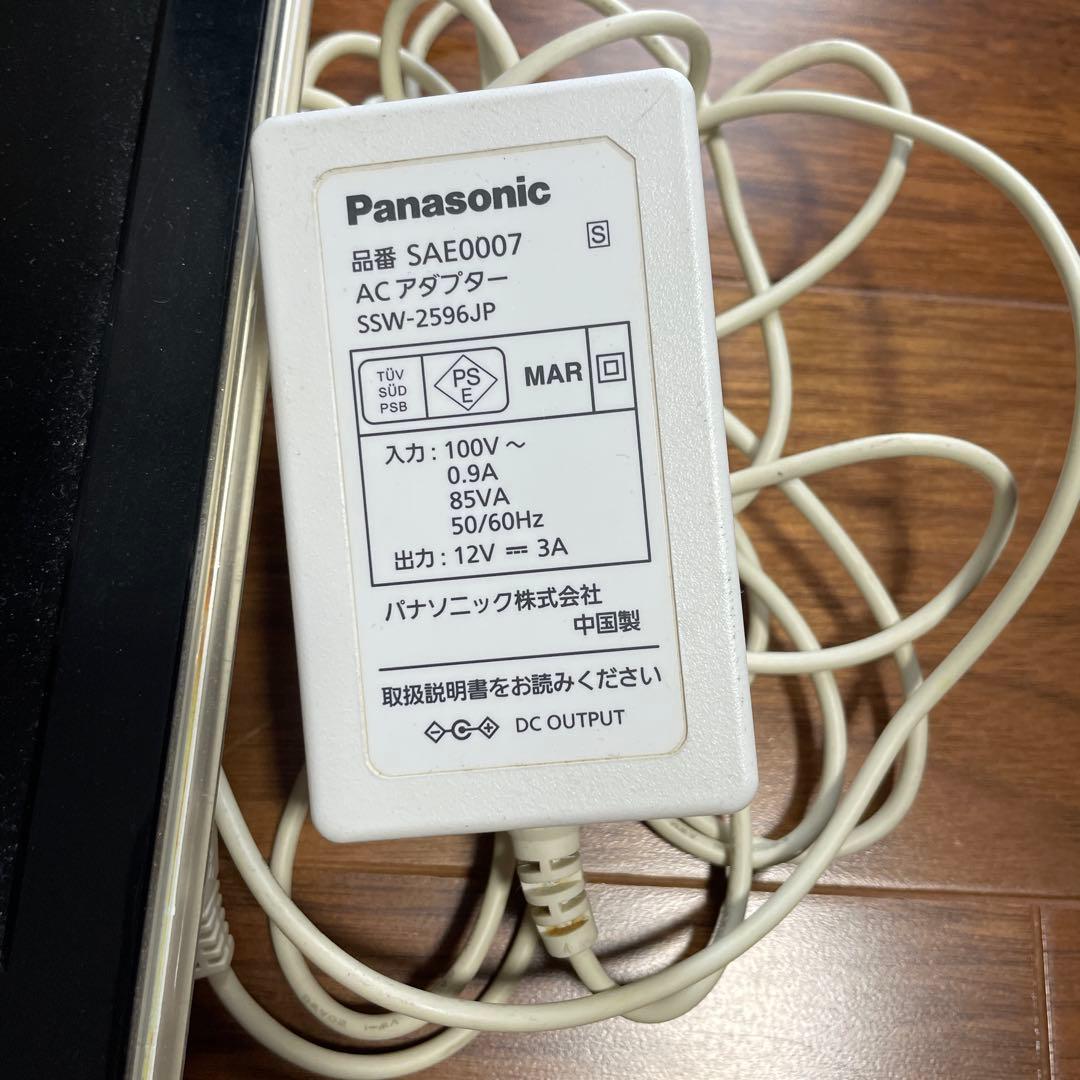 Panasonic
品番 SAE0007
S
ACアダプター
SSW-2596JP
TÜV
SÜD
PSB
PS
E
MAR
入力 : 100V～
0.9A
85VA
50/60Hz
出力 : 12V ⎓ 3A
パナソニック株式会社
中国製
取扱説明書をお読みください
DC OUTPUT